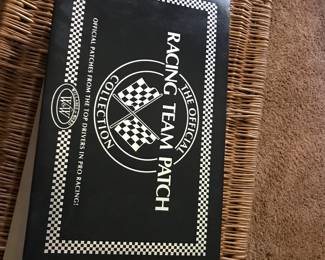 THE OFFICIAL
RACING TEAM PATCH
COLLECTION
OFFICIAL PATCHES FROM THE TOP DRIVERS IN PRO RACING!